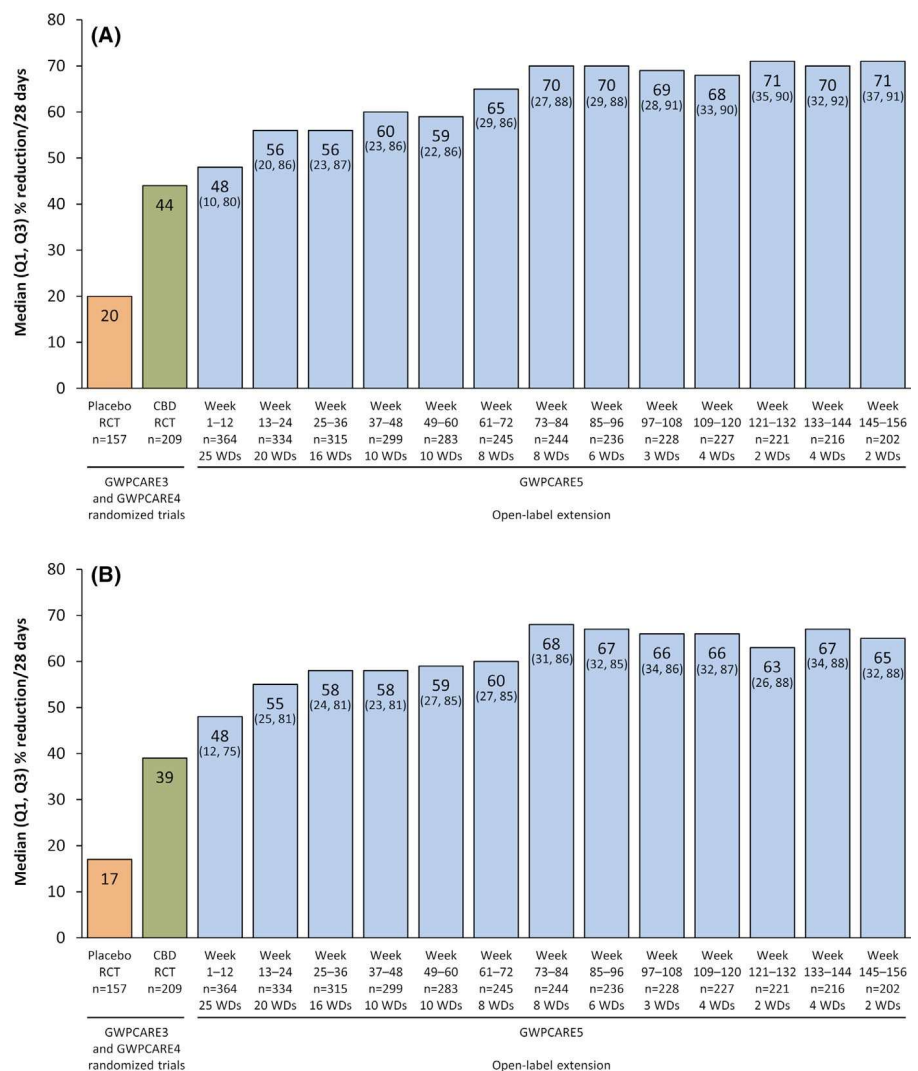 (A)
Median (Q1, Q3) % reduction/28 days
80
70
60
50
40
30
20
10
0
20
44
48
(10, 80)
56
(20, 86)
56
(23, 87)
60
(23, 86)
59
(22, 86)
65
(29, 86)
70
(27, 88)
70
(29, 88)
69
(28, 91)
68
(33, 90)
71
(35, 90)
70
(32, 92)
71
(37, 91)
Placebo
RCT
n=157
CBD
RCT
n=209
Week
1–12
n=364
25 WDs
Week
13–24
n=334
20 WDs
Week
25–36
n=315
16 WDs
Week
37–48
n=299
10 WDs
Week
49–60
n=283
10 WDs
Week
61–72
n=245
8 WDs
Week
73–84
n=244
8 WDs
Week
85–96
n=236
6 WDs
Week
97–108
n=228
3 WDs
Week
109–120
n=227
4 WDs
Week
121–132
n=221
2 WDs
Week
133–144
n=216
4 WDs
Week
145–156
n=202
2 WDs
GWPCARE3
and GWPCARE4
randomized trials
GWPCARE5
Open-label extension
(B)
Median (Q1, Q3) % reduction/28 days
80
70
60
50
40
30
20
10
0
17
39
48
(12, 75)
55
(25, 81)
58
(24, 81)
58
(23, 81)
59
(27, 85)
60
(27, 85)
68
(31, 86)
67
(32, 85)
66
(34, 86)
66
(32, 87)
63
(26, 88)
67
(34, 88)
65
(32, 88)
Placebo
RCT
n=157
CBD
RCT
n=209
Week
1–12
n=364
25 WDs
Week
13–24
n=334
20 WDs
Week
25–36
n=315
16 WDs
Week
37–48
n=299
10 WDs
Week
49–60
n=283
10 WDs
Week
61–72
n=245
8 WDs
Week
73–84
n=244
8 WDs
Week
85–96
n=236
6 WDs
Week
97–108
n=228
3 WDs
Week
109–120
n=227
4 WDs
Week
121–132
n=221
2 WDs
Week
133–144
n=216
4 WDs
Week
145–156
n=202
2 WDs
GWPCARE3
and GWPCARE4
randomized trials
GWPCARE5
Open-label extension